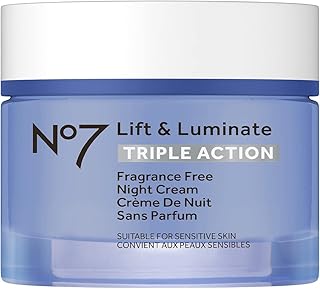 No7
Lift & Luminate
TRIPLE ACTION
Fragrance Free
Night Cream
Crème De Nuit
Sans Parfum
SUITABLE FOR SENSITIVE SKIN
CONVIENT AUX PEAUX SENSIBLES